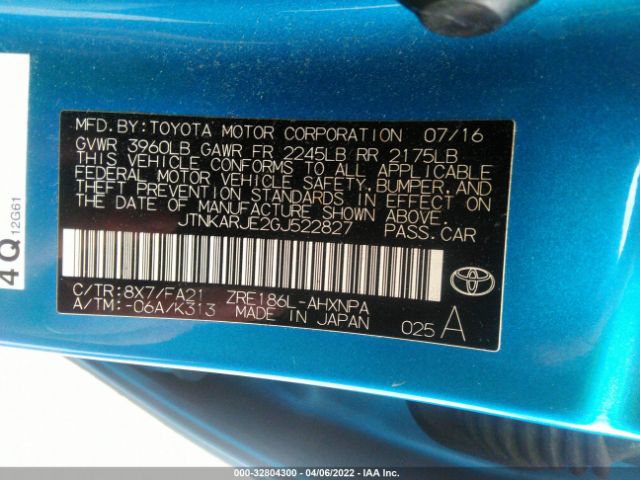 MFD.BY:TOYOTA MOTOR CORPORATION 07/16
GVWR 3960LB GAWR FR 2245LB RR 2175LB
THIS VEHICLE CONFORMS TO ALL APPLICABLE
FEDERAL MOTOR VEHICLE SAFETY,BUMPER,AND
THEFT PREVENTION STANDARDS IN EFFECT ON
THE DATE OF MANUFACTURE SHOWN ABOVE.
JTNKARJE2GJ522827 PASS.CAR
C/TR:8X7/FA21 ZRE186L-AHXNPA
A/TM:-06A/K313 MADE IN JAPAN 025 A
4Q 12G61
000-32804300 - 04/06/2022 - IAAI.COM